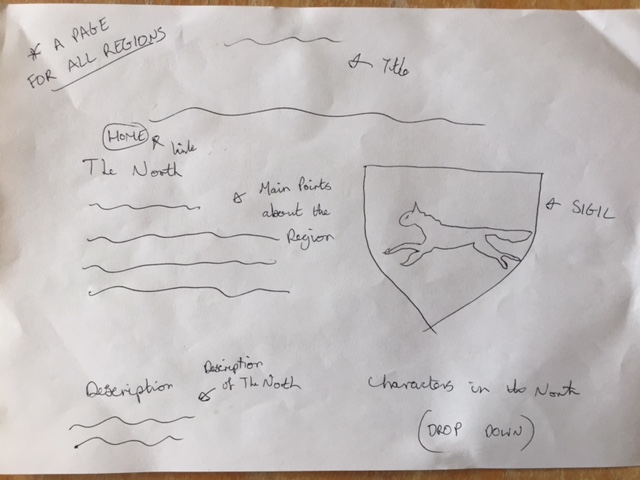 * A PAGE
FOR ALL REGIONS
Title
HOME link
The North
Main Points
about the
Region
SIGIL
Description
Description
of The North
Characters in the North
(DROP DOWN)